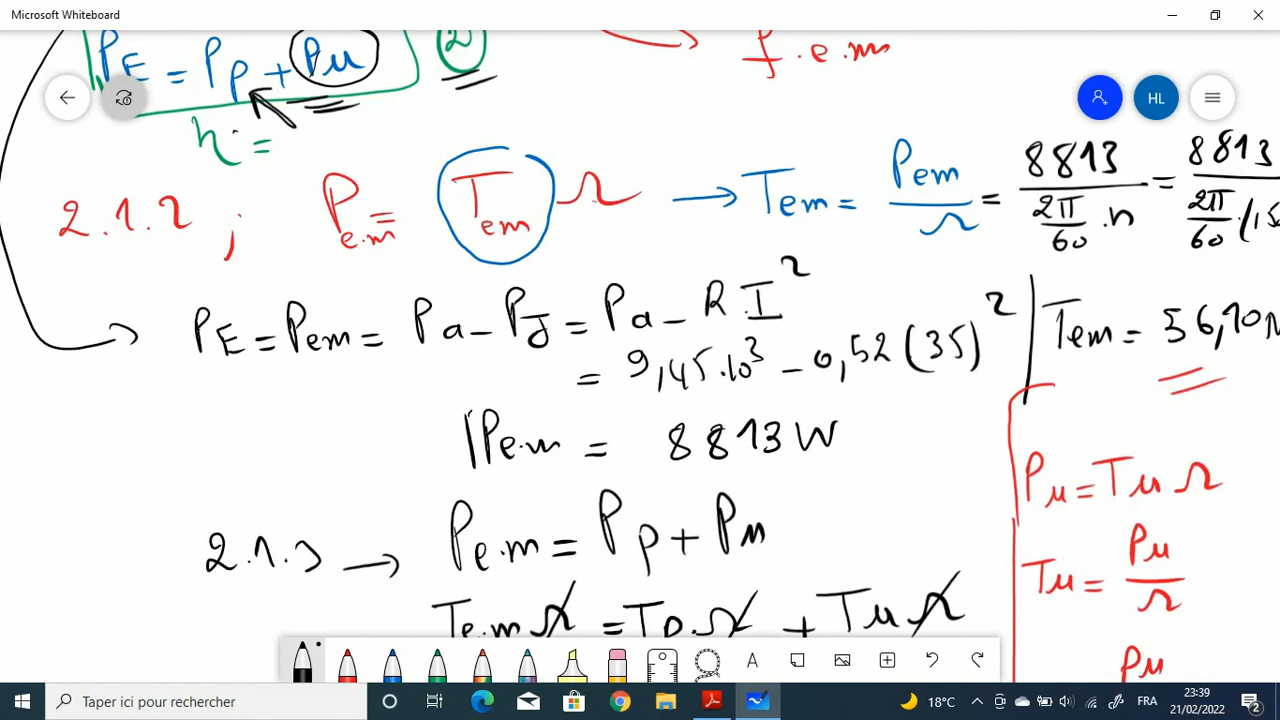 Microsoft Whiteboard
PE = Pp + Pu ②
f.e.m
η =
2.1.2 ; Pe.m = Tem Ω → Tem = Pem/Ω = 8813/(2π/60 . n) = 8813/(2π/60 .
PE = Pem = Pa - PJ = Pa - R I²
= 9,45.10³ - 0,52 (35)²
Tem = 56,10
Pe.m = 8813 W
Pu = Tu Ω
2.1.3 → Pe.m = Pp + Pu
Tu = Pu/Ω
Te.m Ω = Tp.Ω + Tu Ω
Pu
HL
A
Taper ici pour rechercher
18°C
FRA
23:39
21/02/2022
2